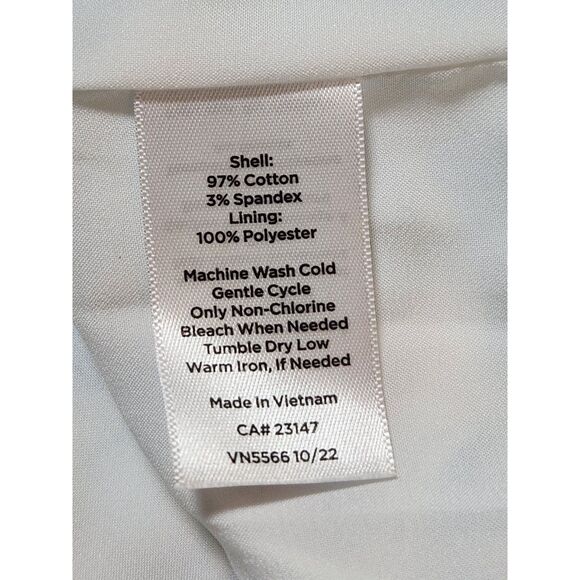 Shell:
97% Cotton
3% Spandex
Lining:
100% Polyester
Machine Wash Cold
Gentle Cycle
Only Non-Chlorine
Bleach When Needed
Tumble Dry Low
Warm Iron, If Needed
Made In Vietnam
CA# 23147
VN5566 10/22